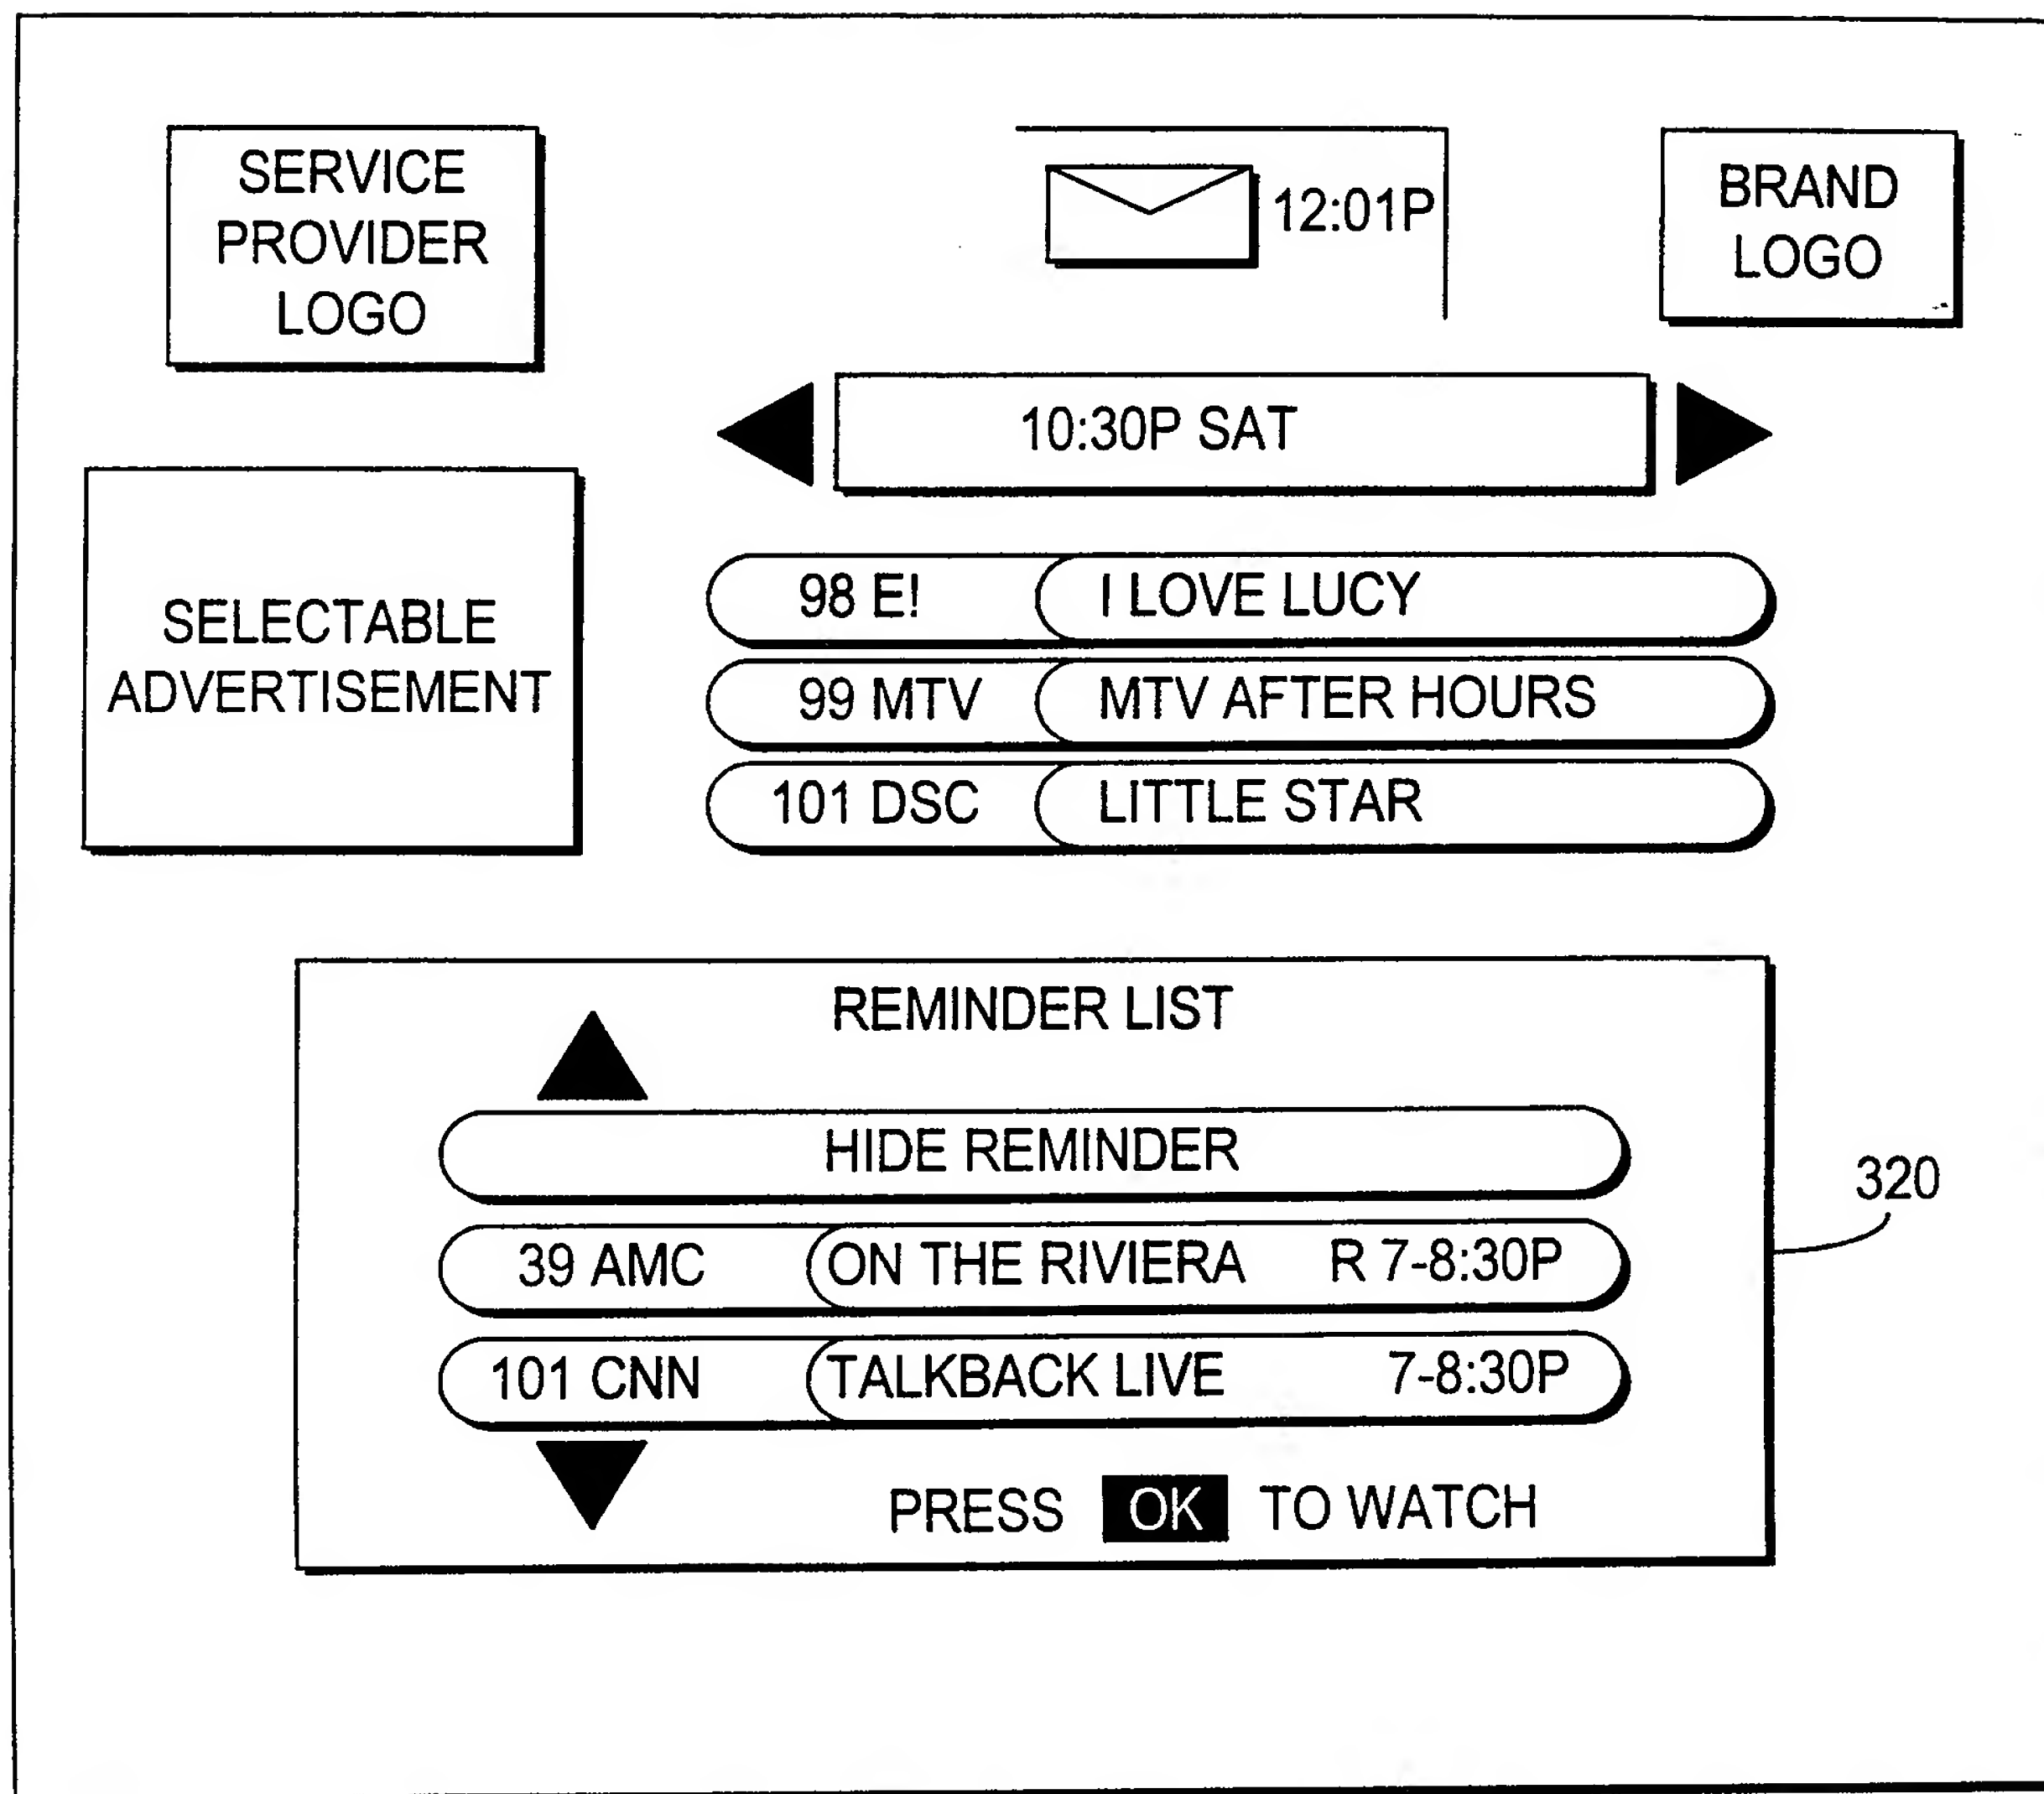 SERVICE
PROVIDER
LOGO
12:01P
BRAND
LOGO
10:30P SAT
SELECTABLE
ADVERTISEMENT
98 E! I LOVE LUCY
99 MTV MTV AFTER HOURS
101 DSC LITTLE STAR
REMINDER LIST
HIDE REMINDER
39 AMC ON THE RIVIERA R 7-8:30P
101 CNN TALKBACK LIVE 7-8:30P
PRESS OK TO WATCH
320